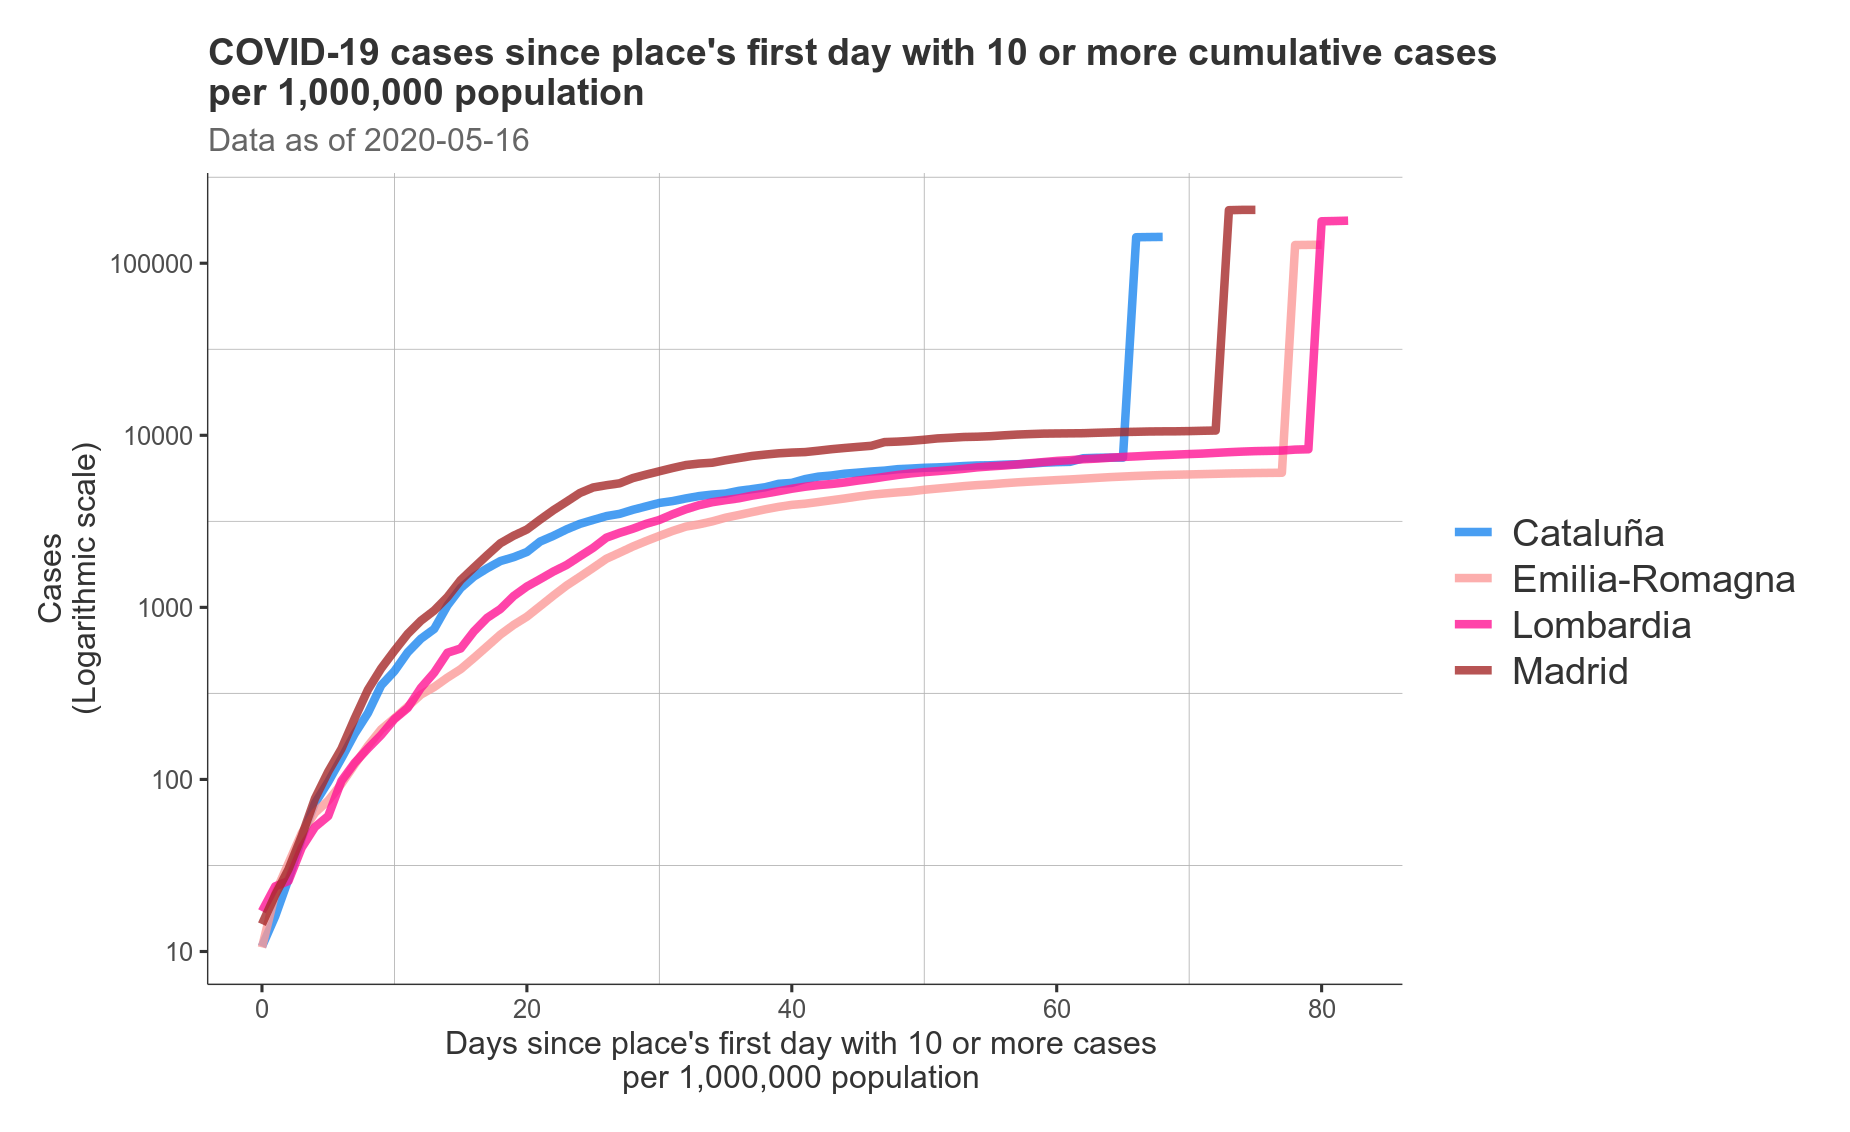 COVID-19 cases since place's first day with 10 or more cumulative cases
per 1,000,000 population
Data as of 2020-05-16
Cases
(Logarithmic scale)
100000
10000
1000
100
10
0
20
40
60
80
Days since place's first day with 10 or more cases
per 1,000,000 population
Cataluña
Emilia-Romagna
Lombardia
Madrid